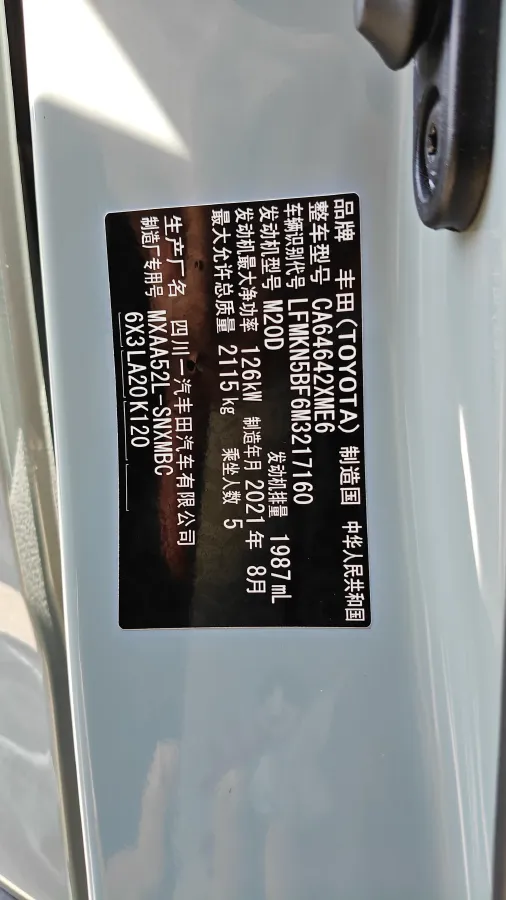 品牌 丰田(TOYOTA) 制造国 中华人民共和国
整车型号 CA64642XME6
车辆识别代号 LFMKN5BF6M3217160
发动机型号 M20D 发动机排量 1987mL
发动机最大净功率 126kW 制造年月 2021年 8月
最大允许总质量 2115kg 乘坐人数 5
生产厂名 四川一汽丰田汽车有限公司
制造厂专用号 MXAA52L-SNXMBC
6X3LA20K120